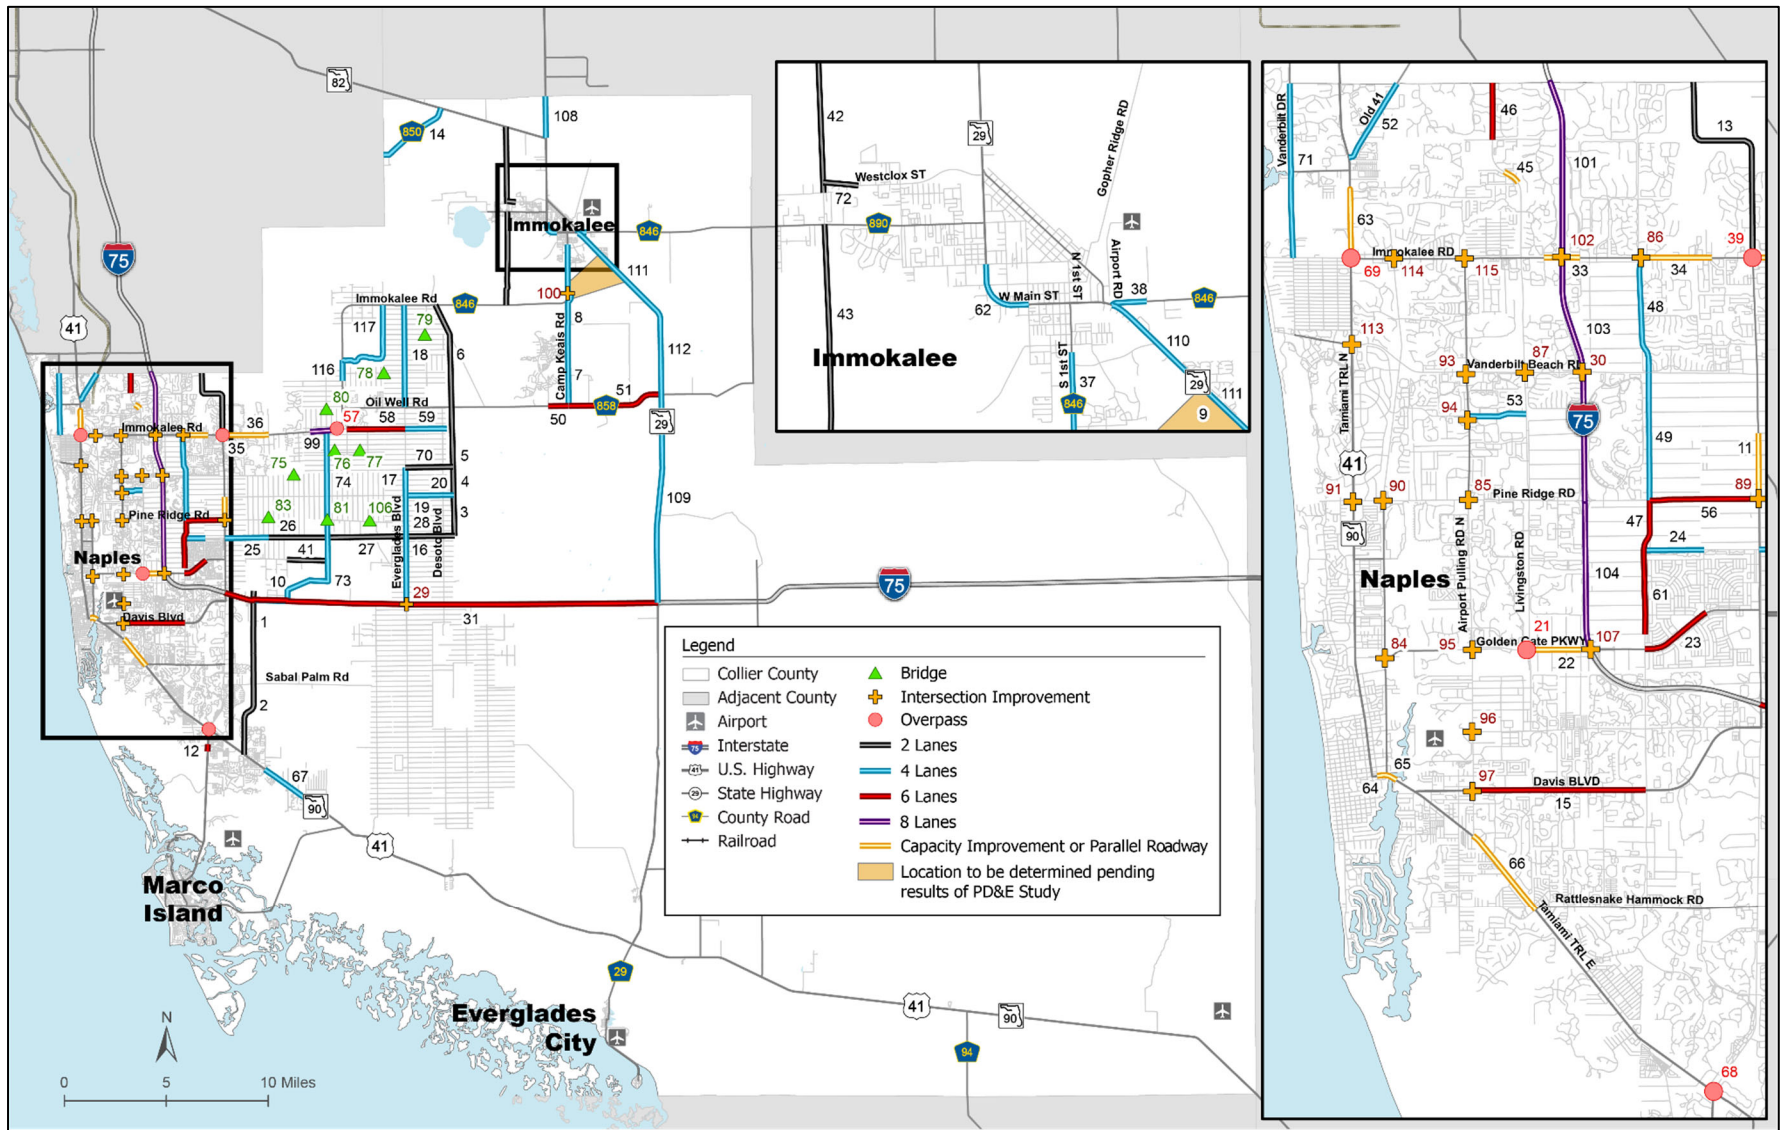 82
108
850
14
75
41
Immokalee
846
111
100
Immokalee Rd
846
117
79
18
6
8
Camp Keais Rd
7
112
116
78
80
57
Oil Well Rd
58
59
51
858
50
29
Immokalee Rd
36
35
99
75
76
77
74
70
17
5
4
20
83
81
106
19
28
3
Pine Ridge Rd
26
25
41
27
16
Everglades Blvd
Desoto Blvd
109
Naples
10
73
29
31
75
Davis Blvd
1
Sabal Palm Rd
2
12
67
90
41
Marco
Island
Everglades
City
29
41
90
94
N
0
5
10 Miles
42
29
Gopher Ridge RD
Westclox ST
72
890
43
N 1st ST
Airport RD
W Main ST
62
38
846
110
S 1st ST
37
846
29
111
9
Immokalee
Legend
Collier County
Adjacent County
Airport
75
Interstate
41
U.S. Highway
29
State Highway
94
County Road
Railroad
Bridge
Intersection Improvement
Overpass
2 Lanes
4 Lanes
6 Lanes
8 Lanes
Capacity Improvement or Parallel Roadway
Location to be determined pending
results of PD&E Study
Vanderbilt DR
Old 41
52
46
13
71
45
101
63
Immokalee RD
102
86
39
69
114
115
33
34
48
113
103
Tamiami TRL N
93
87
Vanderbilt Beach RD
30
94
53
75
41
49
11
91
90
85
Pine Ridge RD
89
56
90
47
24
Naples
Airport Pulling RD N
Livingston RD
104
61
21
84
95
Golden Gate PKWY
107
22
23
96
65
64
97
Davis BLVD
15
66
Rattlesnake Hammock RD
Tamiami TRL E
68